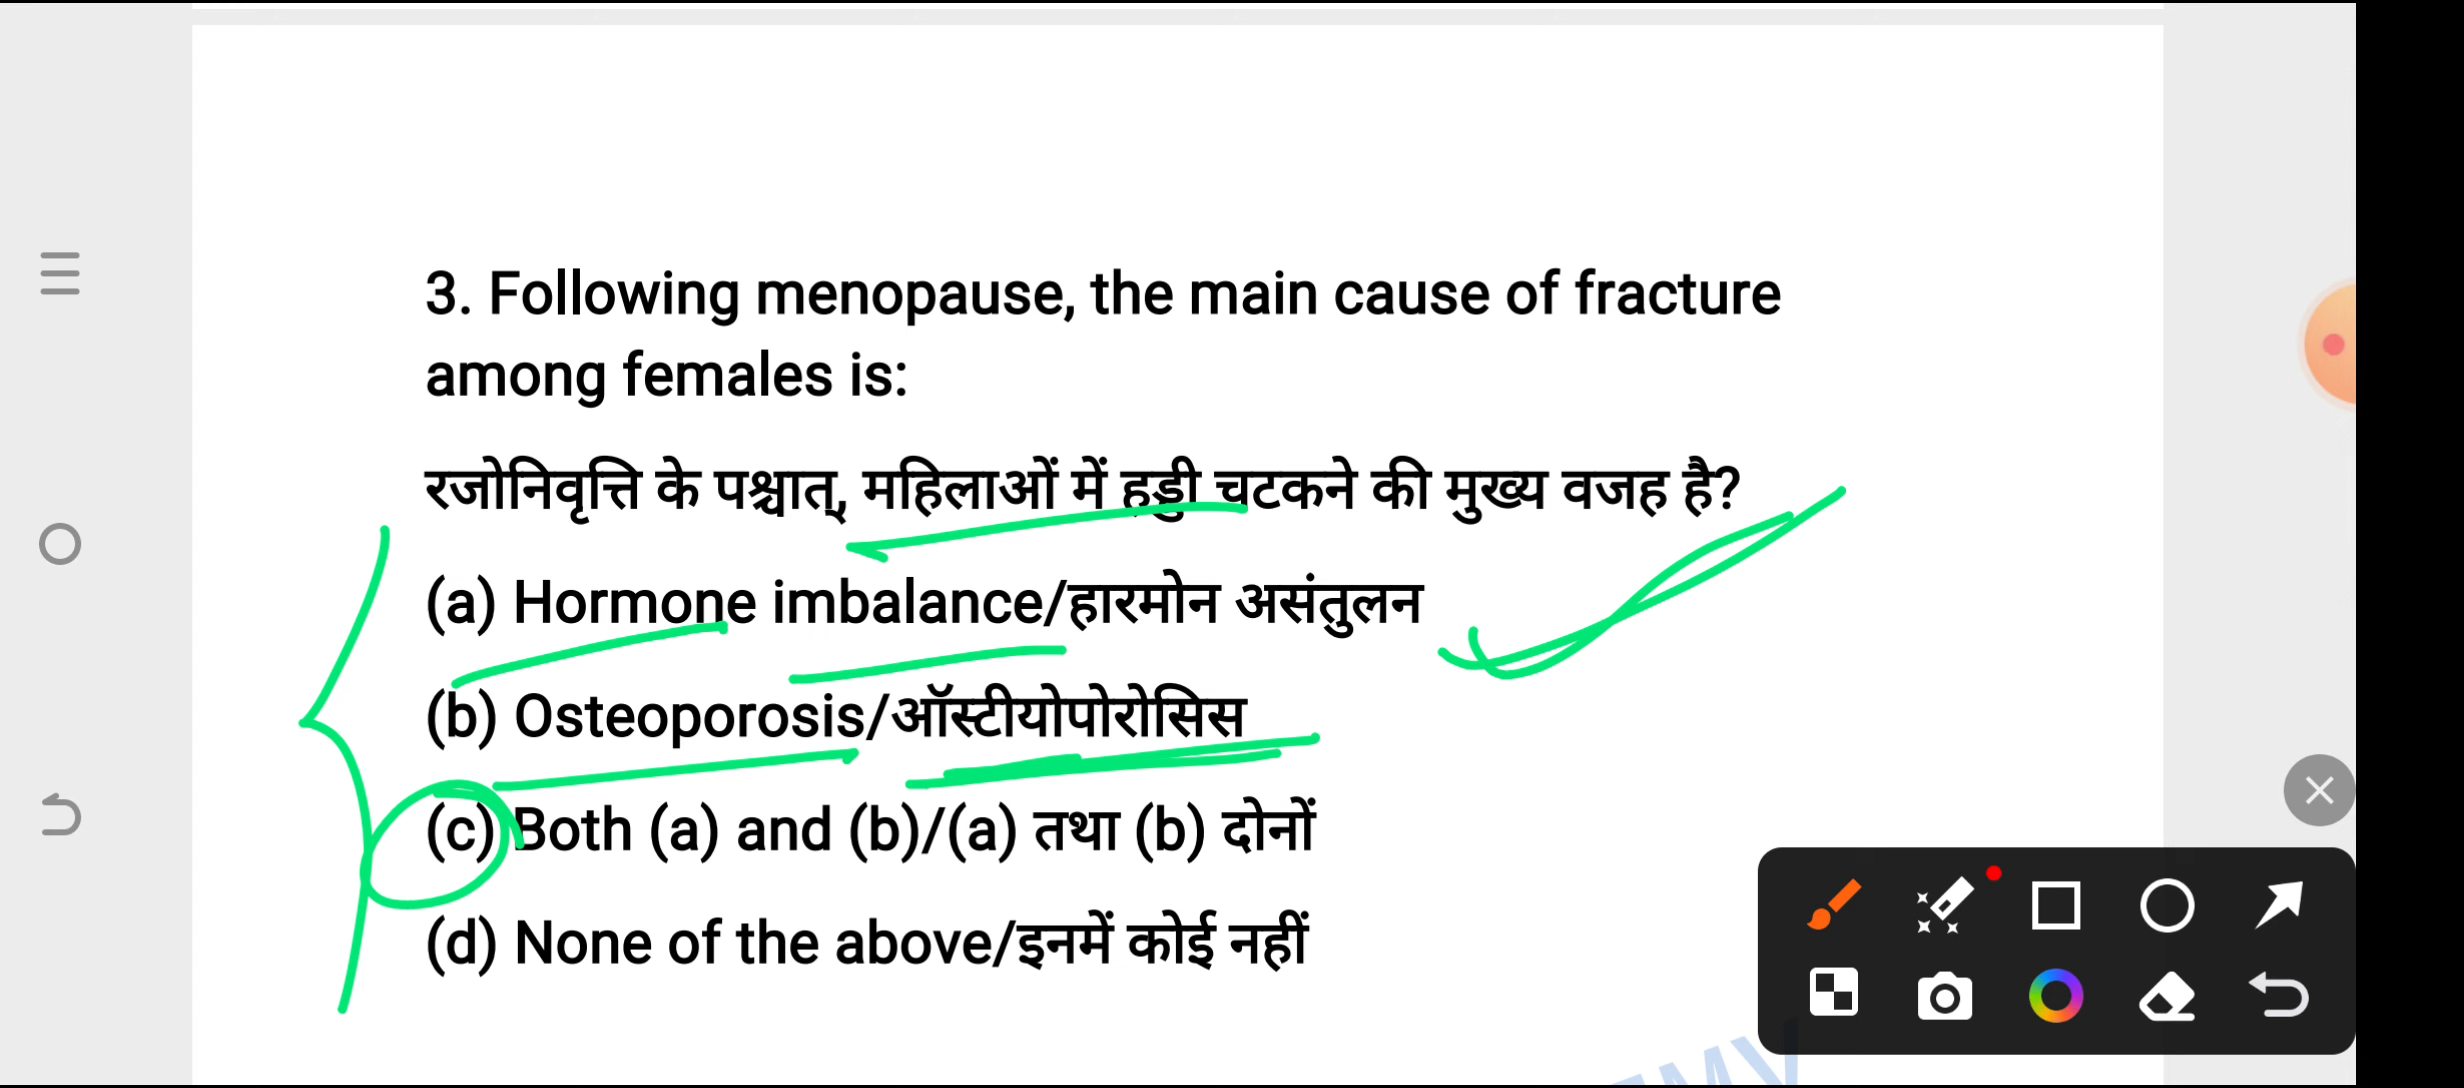 3. Following menopause, the main cause of fracture
among females is:
रजोनिवृत्ति के पश्चात्, महिलाओं में हड्डी चटकने की मुख्य वजह है?
(a) Hormone imbalance/हारमोन असंतुलन
(b) Osteoporosis/ऑस्टीयोपोरोसिस
(c) Both (a) and (b)/(a) तथा (b) दोनों
(d) None of the above/इनमें कोई नहीं